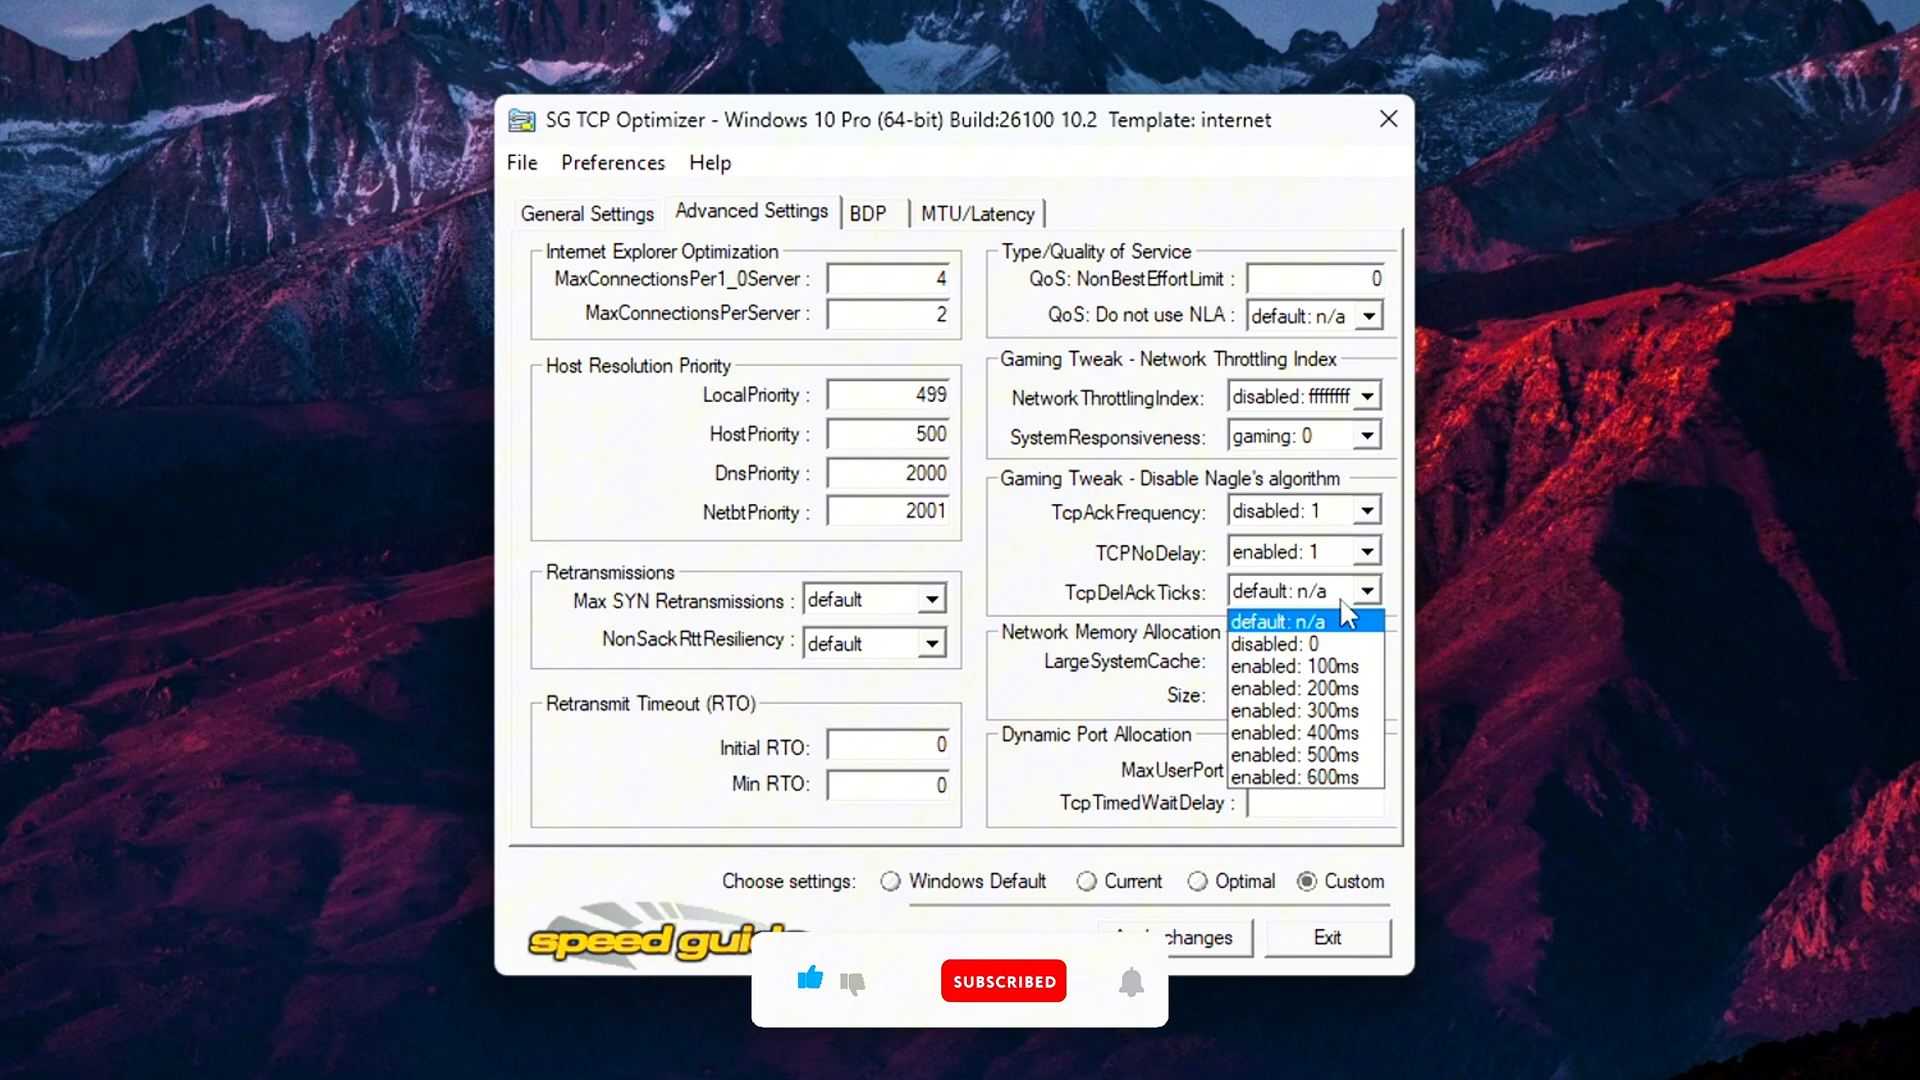 SG TCP Optimizer - Windows 10 Pro (64-bit) Build:26100 10.2 Template: internet
File Preferences Help
General Settings Advanced Settings BDP MTU/Latency
Internet Explorer Optimization
MaxConnectionsPer1_0Server : 4
MaxConnectionsPerServer : 2
Host Resolution Priority
LocalPriority : 499
HostPriority : 500
DnsPriority : 2000
NetbtPriority : 2001
Retransmissions
Max SYN Retransmissions : default
NonSackRttResiliency : default
Retransmit Timeout (RTO)
Initial RTO: 0
Min RTO: 0
Type/Quality of Service
QoS: NonBestEffortLimit : 0
QoS: Do not use NLA : default: n/a
Gaming Tweak - Network Throttling Index
NetworkThrottlingIndex: disabled: ffffffff
SystemResponsiveness: gaming: 0
Gaming Tweak - Disable Nagle's algorithm
TcpAckFrequency: disabled: 1
TCPNoDelay: enabled: 1
TcpDelAckTicks: default: n/a
default: n/a
disabled: 0
enabled: 100ms
enabled: 200ms
enabled: 300ms
enabled: 400ms
enabled: 500ms
enabled: 600ms
Network Memory Allocation
LargeSystemCache:
Size:
Dynamic Port Allocation
MaxUserPort
TcpTimedWaitDelay :
Choose settings: Windows Default Current Optimal Custom
speed
changes Exit
SUBSCRIBED